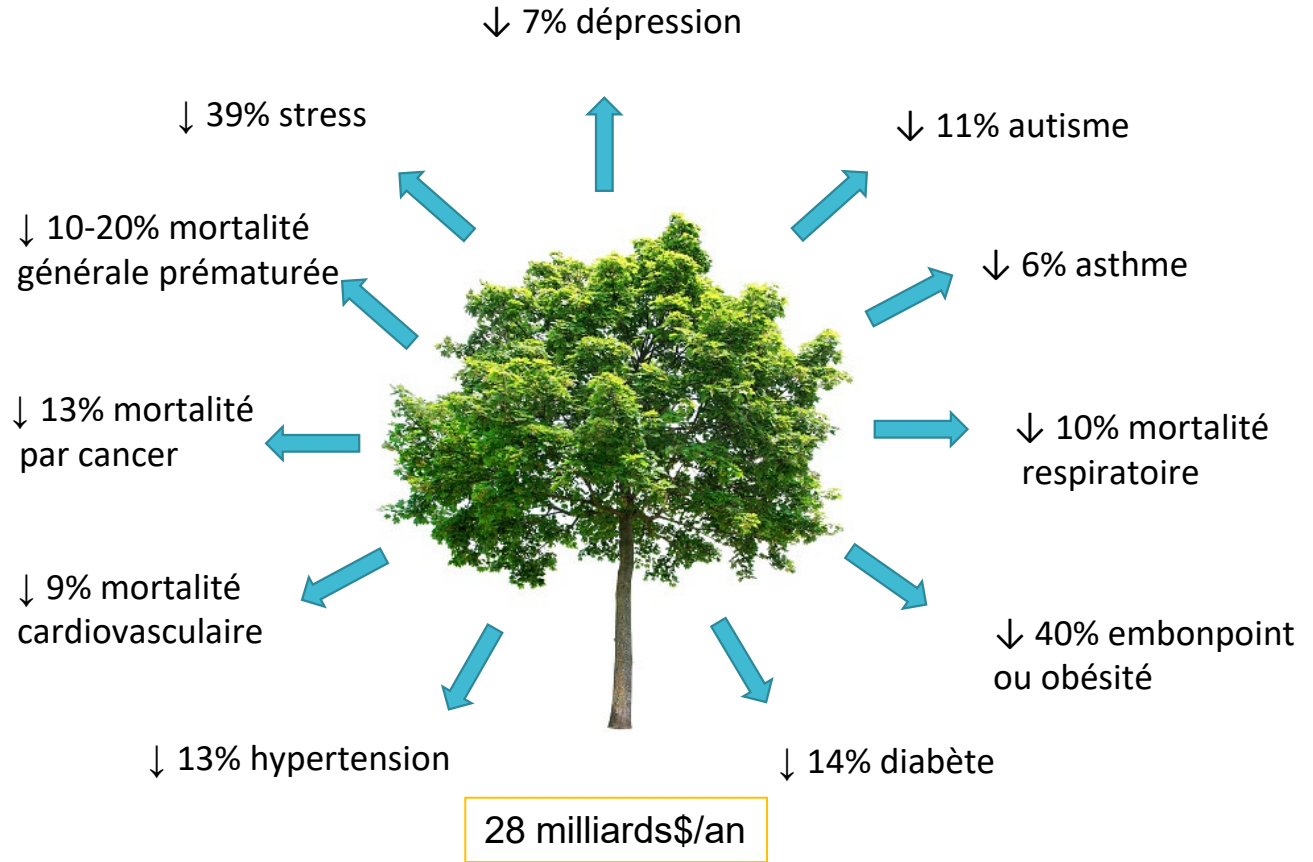 ↓ 7% dépression
↓ 39% stress
↓ 11% autisme
↓ 10-20% mortalité
générale prématurée
↓ 6% asthme
↓ 13% mortalité
par cancer
↓ 10% mortalité
respiratoire
↓ 9% mortalité
cardiovasculaire
↓ 40% embonpoint
ou obésité
↓ 13% hypertension
↓ 14% diabète
28 milliards$/an